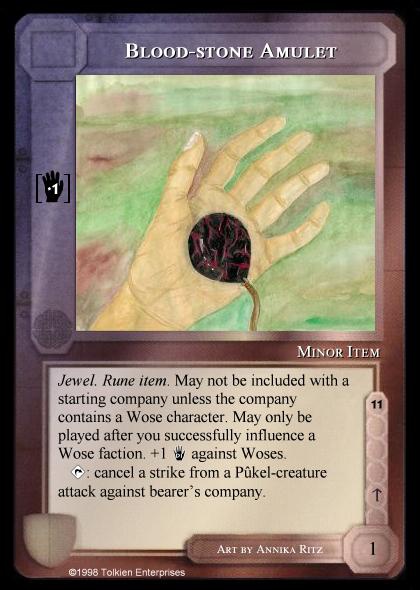 BLOOD-STONE AMULET
[1]
MINOR ITEM
Jewel. Rune item. May not be included with a
starting company unless the company
contains a Wose character. May only be
played after you successfully influence a
Wose faction. +1 DI against Woses.
: cancel a strike from a Pûkel-creature
attack against bearer's company.
11
ART BY ANNIKA RITZ
1
©1998 Tolkien Enterprises